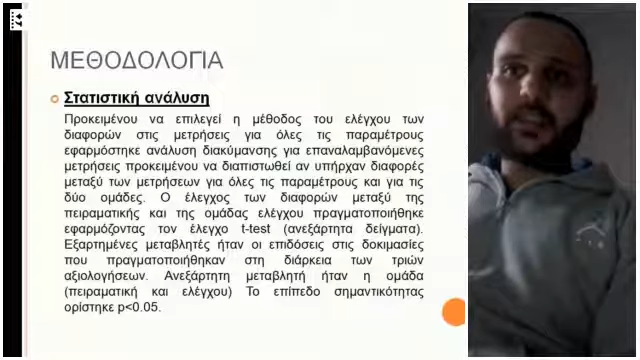 ΜΕΘΟΔΟΛΟΓΙΑ
Στατιστική ανάλυση
Προκειμένου να επιλεγεί η μέθοδος του ελέγχου των
διαφορών στις μετρήσεις για όλες τις παραμέτρους
εφαρμόστηκε ανάλυση διακύμανσης για επαναλαμβανόμενες
μετρήσεις προκειμένου να διαπιστωθεί αν υπήρχαν διαφορές
μεταξύ των μετρήσεων για όλες τις παραμέτρους και για τις
δύο ομάδες. Ο έλεγχος των διαφορών μεταξύ της
πειραματικής και της ομάδας ελέγχου πραγματοποιήθηκε
εφαρμόζοντας τον έλεγχο t-test (ανεξάρτητα δείγματα).
Εξαρτημένες μεταβλητές ήταν οι επιδόσεις στις δοκιμασίες
που πραγματοποιήθηκαν στη διάρκεια των τριών
αξιολογήσεων. Ανεξάρτητη μεταβλητή ήταν η ομάδα
(πειραματική και ελέγχου) Το επίπεδο σημαντικότητας
ορίστηκε p<0.05.